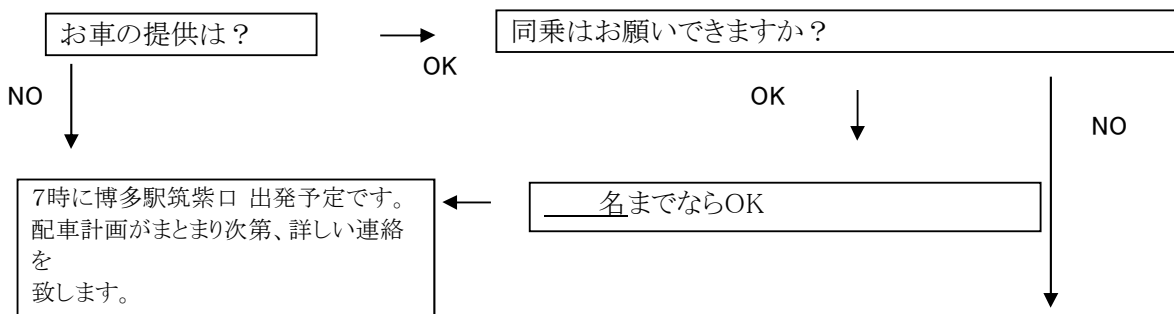 お車の提供は？
同乗はお願いできますか？
OK
NO
OK
NO
7時に博多駅筑紫口 出発予定です。
配車計画がまとまり次第、詳しい連絡
を
致します。
名までならOK